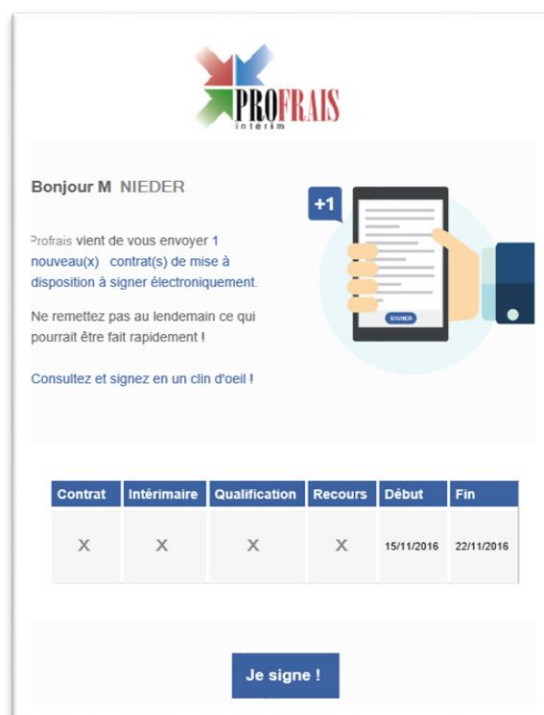 PROFRAIS
interim
Bonjour M NIEDER
+1
Profrais vient de vous envoyer 1
nouveau(x) contrat(s) de mise à
disposition à signer électroniquement.
Ne remettez pas au lendemain ce qui
pourrait être fait rapidement !
Consultez et signez en un clin d'oeil !
SIGNER
Contrat Intérimaire Qualification Recours Début Fin
X X X X 15/11/2016 22/11/2016
Je signe !